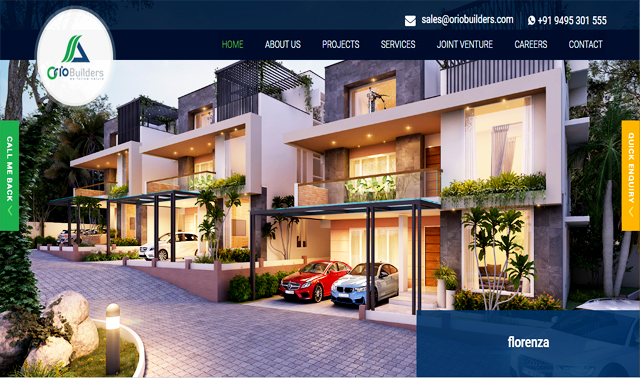 sales@oriobuilders.com
+91 9495 301 555
Orio Builders
HOME ABOUT US PROJECTS SERVICES JOINT VENTURE CAREERS CONTACT
CALL ME BACK
QUICK ENQUIRY
florenza